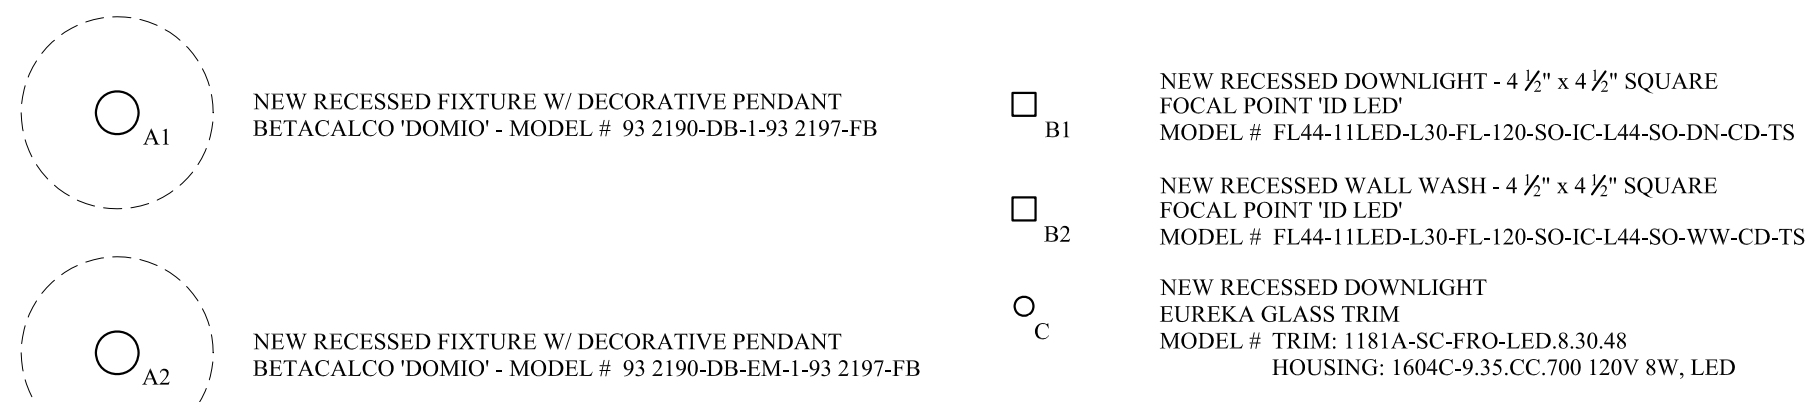 A1
NEW RECESSED FIXTURE W/ DECORATIVE PENDANT
BETACALCO 'DOMIO' - MODEL # 93 2190-DB-1-93 2197-FB
A2
NEW RECESSED FIXTURE W/ DECORATIVE PENDANT
BETACALCO 'DOMIO' - MODEL # 93 2190-DB-EM-1-93 2197-FB
B1
NEW RECESSED DOWNLIGHT - 4 ½" x 4 ½" SQUARE
FOCAL POINT 'ID LED'
MODEL # FL44-11LED-L30-FL-120-SO-IC-L44-SO-DN-CD-TS
B2
NEW RECESSED WALL WASH - 4 ½" x 4 ½" SQUARE
FOCAL POINT 'ID LED'
MODEL # FL44-11LED-L30-FL-120-SO-IC-L44-SO-WW-CD-TS
C
NEW RECESSED DOWNLIGHT
EUREKA GLASS TRIM
MODEL # TRIM: 1181A-SC-FRO-LED.8.30.48
HOUSING: 1604C-9.35.CC.700 120V 8W, LED